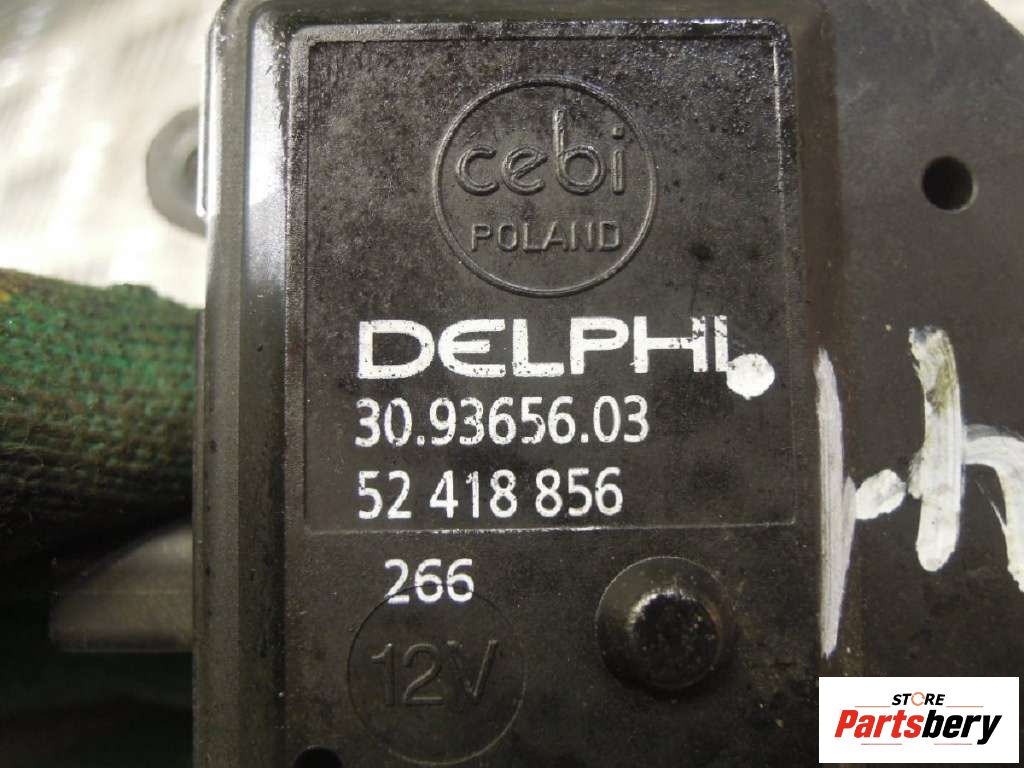 cebi
POLAND
DELPHI
30.93656.03
52 418 856
266
12V
STORE
Partsbery